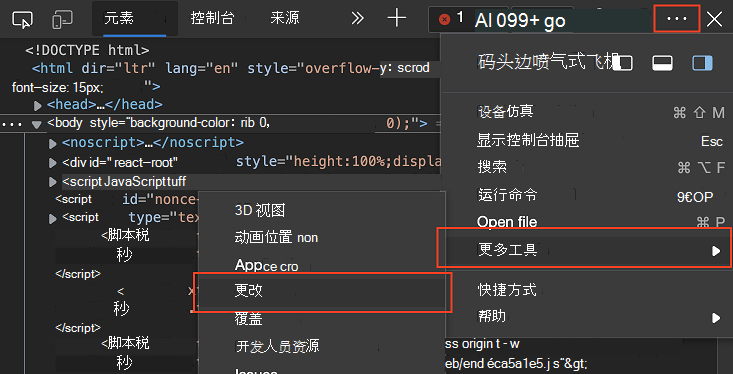 元素 控制台 来源 1 AI 099+ go
<!DOCTYPE html>
<html dir="ltr" lang="en" style="overflow-y: scrod
font-size: 15px; ">
<head>…</head>
<body style="background-color: rib 0, 0);"> =
<noscript>…</noscript>
<div id="react-root" style="height:100%;displa
<script JavaScript tuff
<script id="nonce-
<script type="tex
<脚本税
秒
</script>
< x
秒
</script>
<脚本税
秒
3D 视图
动画位置 non
Appce cro
更改
覆盖
开发人员资源
Issues
码头边喷气式飞机
设备仿真 ⌘ ⇧ M
显示控制台抽屉 Esc
搜索 ⌘ ⌥ F
运行命令 9€OP
Open file ⌘ P
更多工具
快捷方式
帮助
ss origin t - w
eb/end éca5a1e5.j s"&gt;